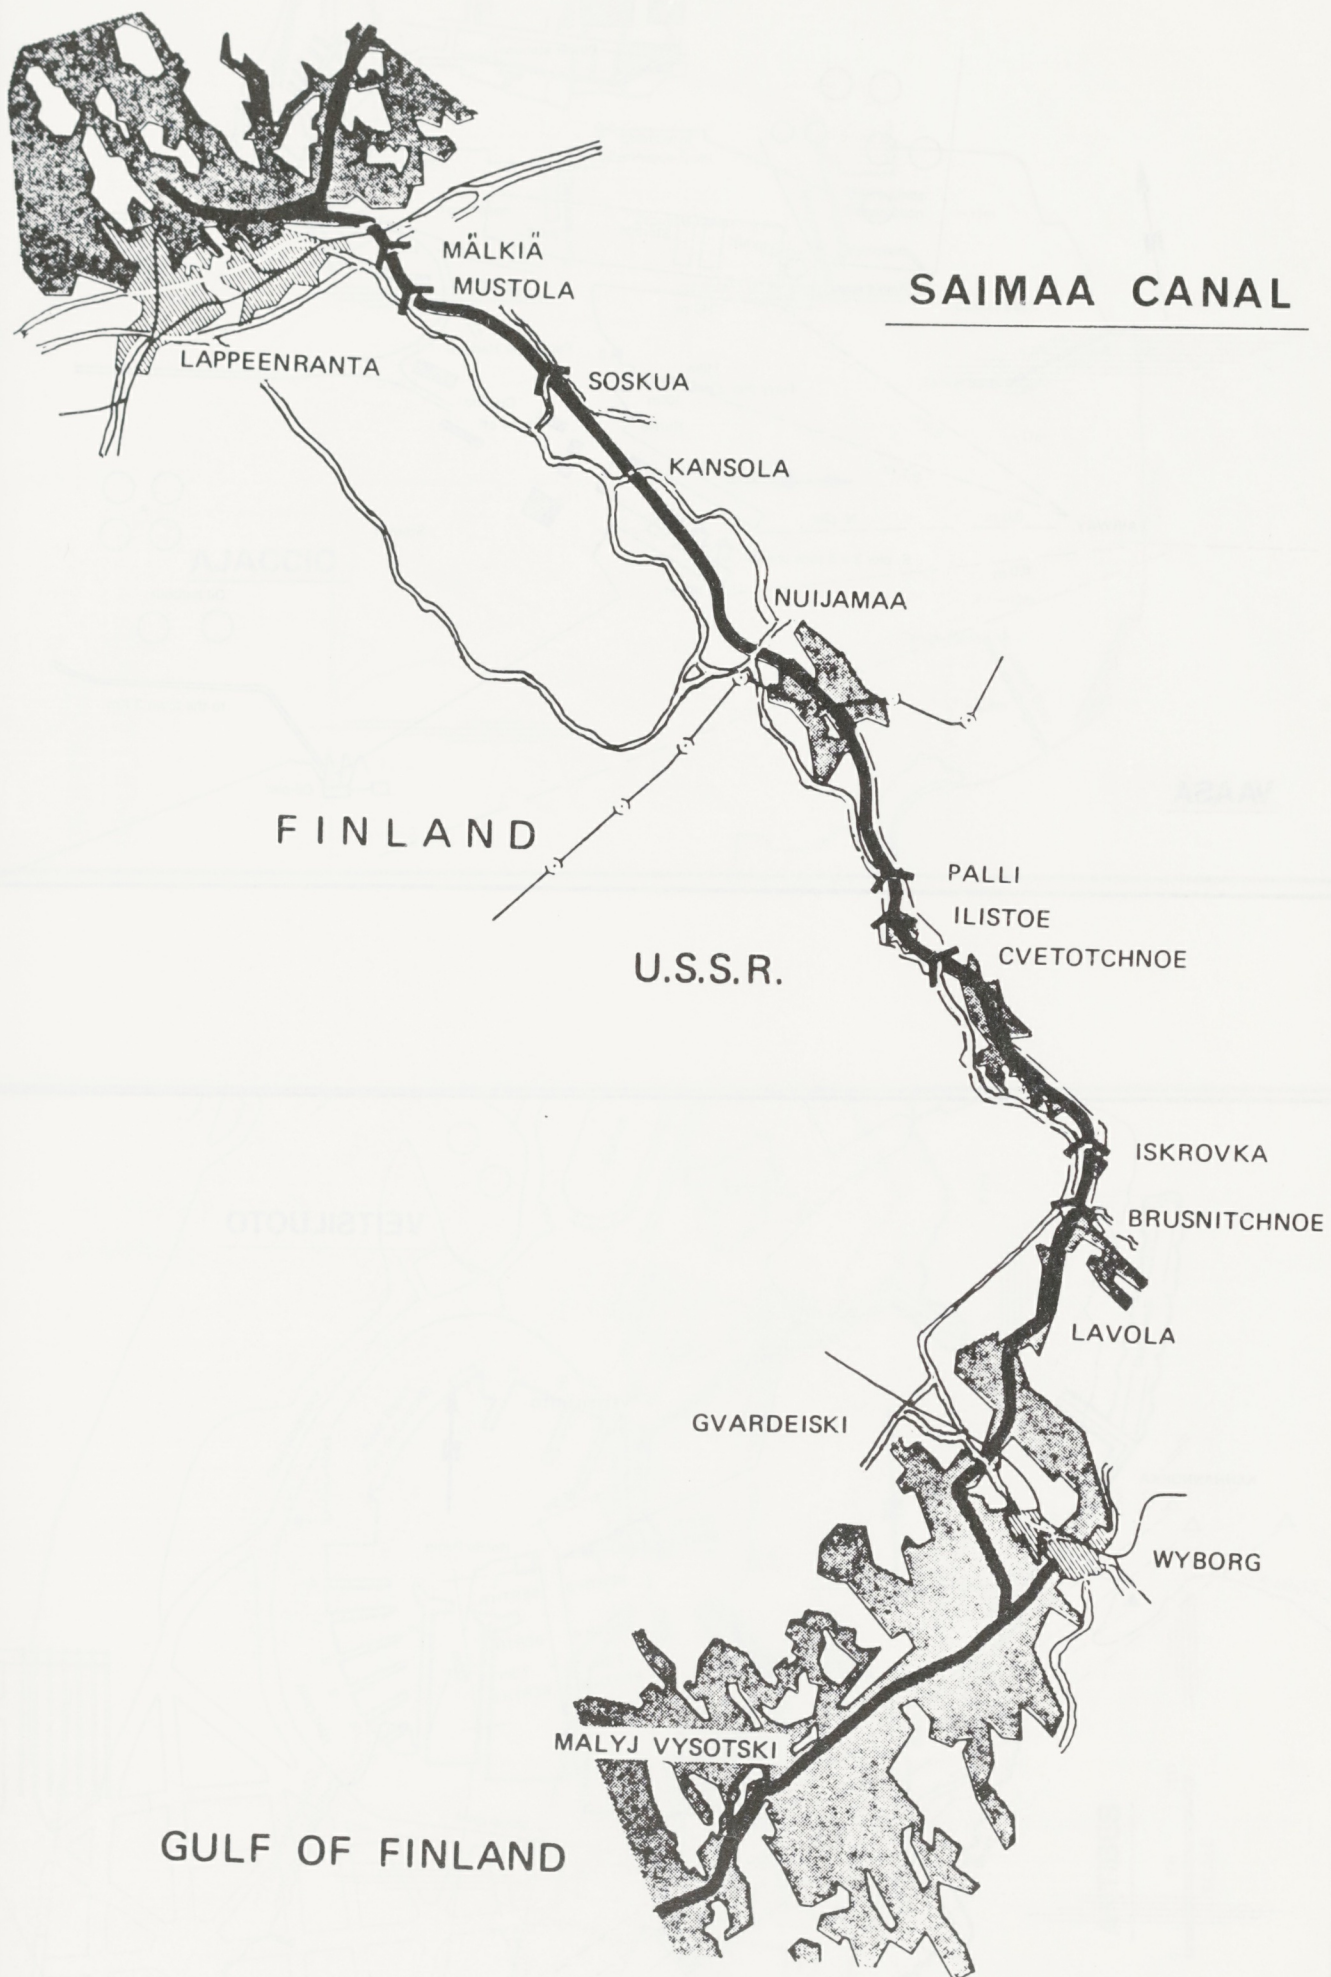 MÄLKIÄ
MUSTOLA
SAIMAA CANAL
LAPPEENRANTA
SOSKUA
KANSOLA
NUIJAMAA
FINLAND
PALLI
ILISTOE
CVETOTCHNOE
U.S.S.R.
ISKROVKA
BRUSNITCHNOE
LAVOLA
GVARDEISKI
WYBORG
MALYJ VYSOTSKI
GULF OF FINLAND